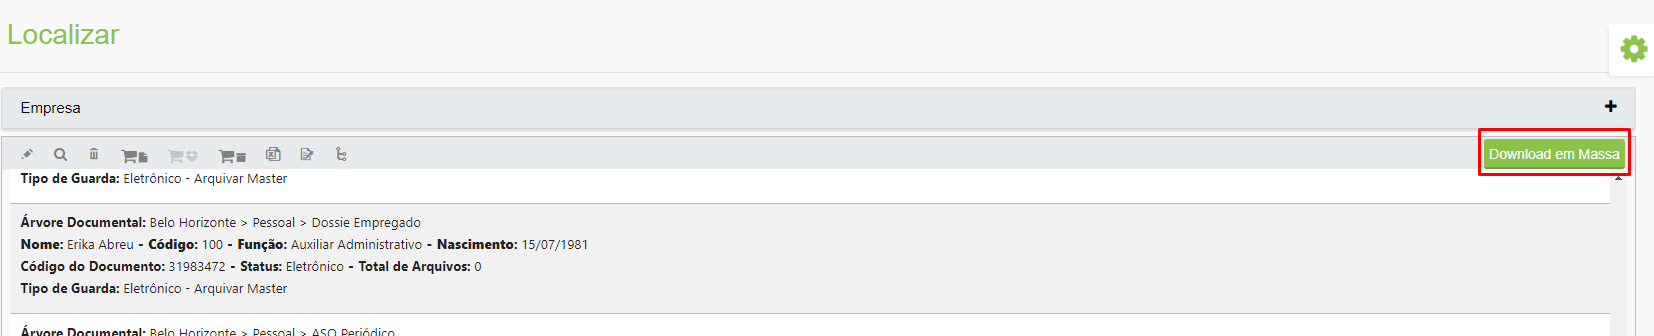 Localizar
Empresa
Download em Massa
Tipo de Guarda: Eletrônico - Arquivar Master
Árvore Documental: Belo Horizonte > Pessoal > Dossie Empregado
Nome: Erika Abreu - Código: 100 - Função: Auxiliar Administrativo - Nascimento: 15/07/1981
Código do Documento: 31983472 - Status: Eletrônico - Total de Arquivos: 0
Tipo de Guarda: Eletrônico - Arquivar Master
Árvore Documental: Belo Horizonte > Pessoal > ASO Periódico